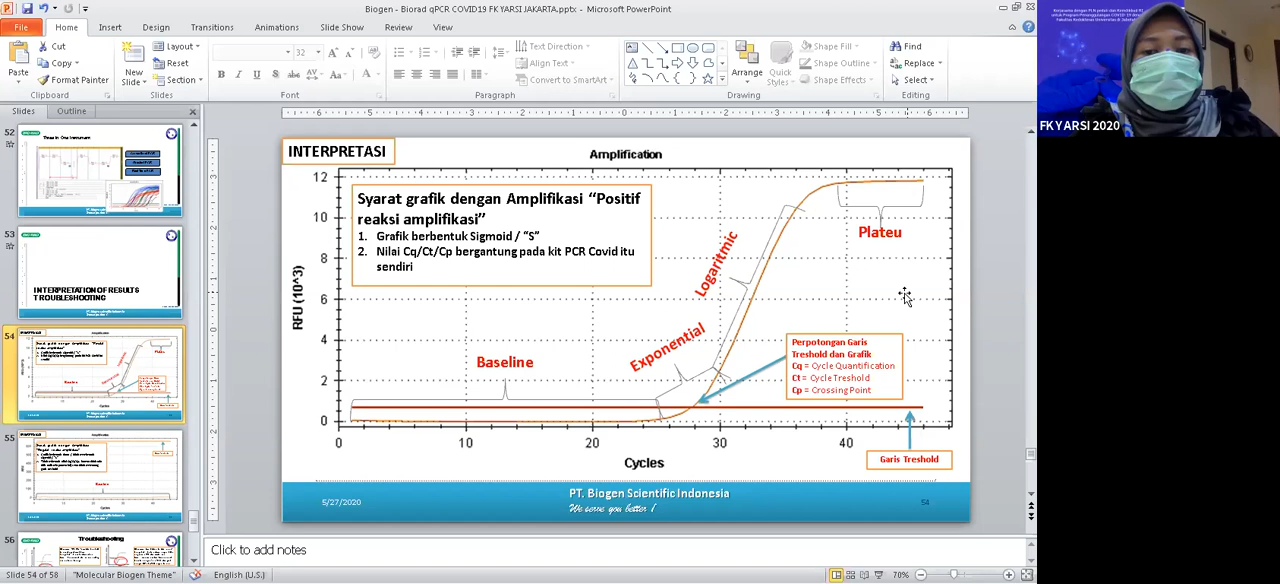 Biogen - Biorad qPCR COVID19 FK YARSI JAKARTA.pptx - Microsoft PowerPoint
File Home Insert Design Transitions Animations Slide Show Review View
Paste
Cut
Copy
Format Painter
Clipboard
New Slide
Layout
Reset
Section
Slides
32
Font
Text Direction
Align Text
Convert to SmartArt
Paragraph
Arrange
Quick Styles
Shape Fill
Shape Outline
Shape Effects
Drawing
Find
Replace
Select
Editing
Slides Outline
52
53
INTERPRETATION OF RESULTS
TROUBLESHOOTING
54
55
56
Troubleshooting
INTERPRETASI
Amplification
Syarat grafik dengan Amplifikasi “Positif
reaksi amplifikasi”
1. Grafik berbentuk Sigmoid / “S”
2. Nilai Cq/Ct/Cp bergantung pada kit PCR Covid itu
sendiri
12
10
8
6
4
2
0
RFU (10^3)
Baseline
Exponential
Logaritmic
Plateu
Perpotongan Garis
Treshold dan Grafik
Cq = Cycle Quantification
Ct = Cycle Treshold
Cp = Crossing Point
Garis Treshold
0 10 20 30 40
Cycles
5/27/2020
PT. Biogen Scientific Indonesia
We serve you better !
54
Click to add notes
Slide 54 of 58
"Molecular Biogen Theme"
English (U.S.)
70%
FK YARSI 2020